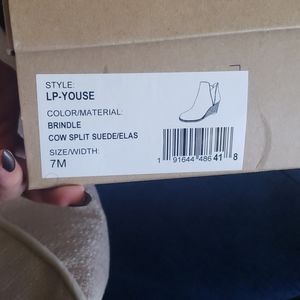 STYLE:
LP-YOUSE
COLOR/MATERIAL:
BRINDLE
COW SPLIT SUEDE/ELAS
SIZE/WIDTH:
7M
1 91644 486 41 8